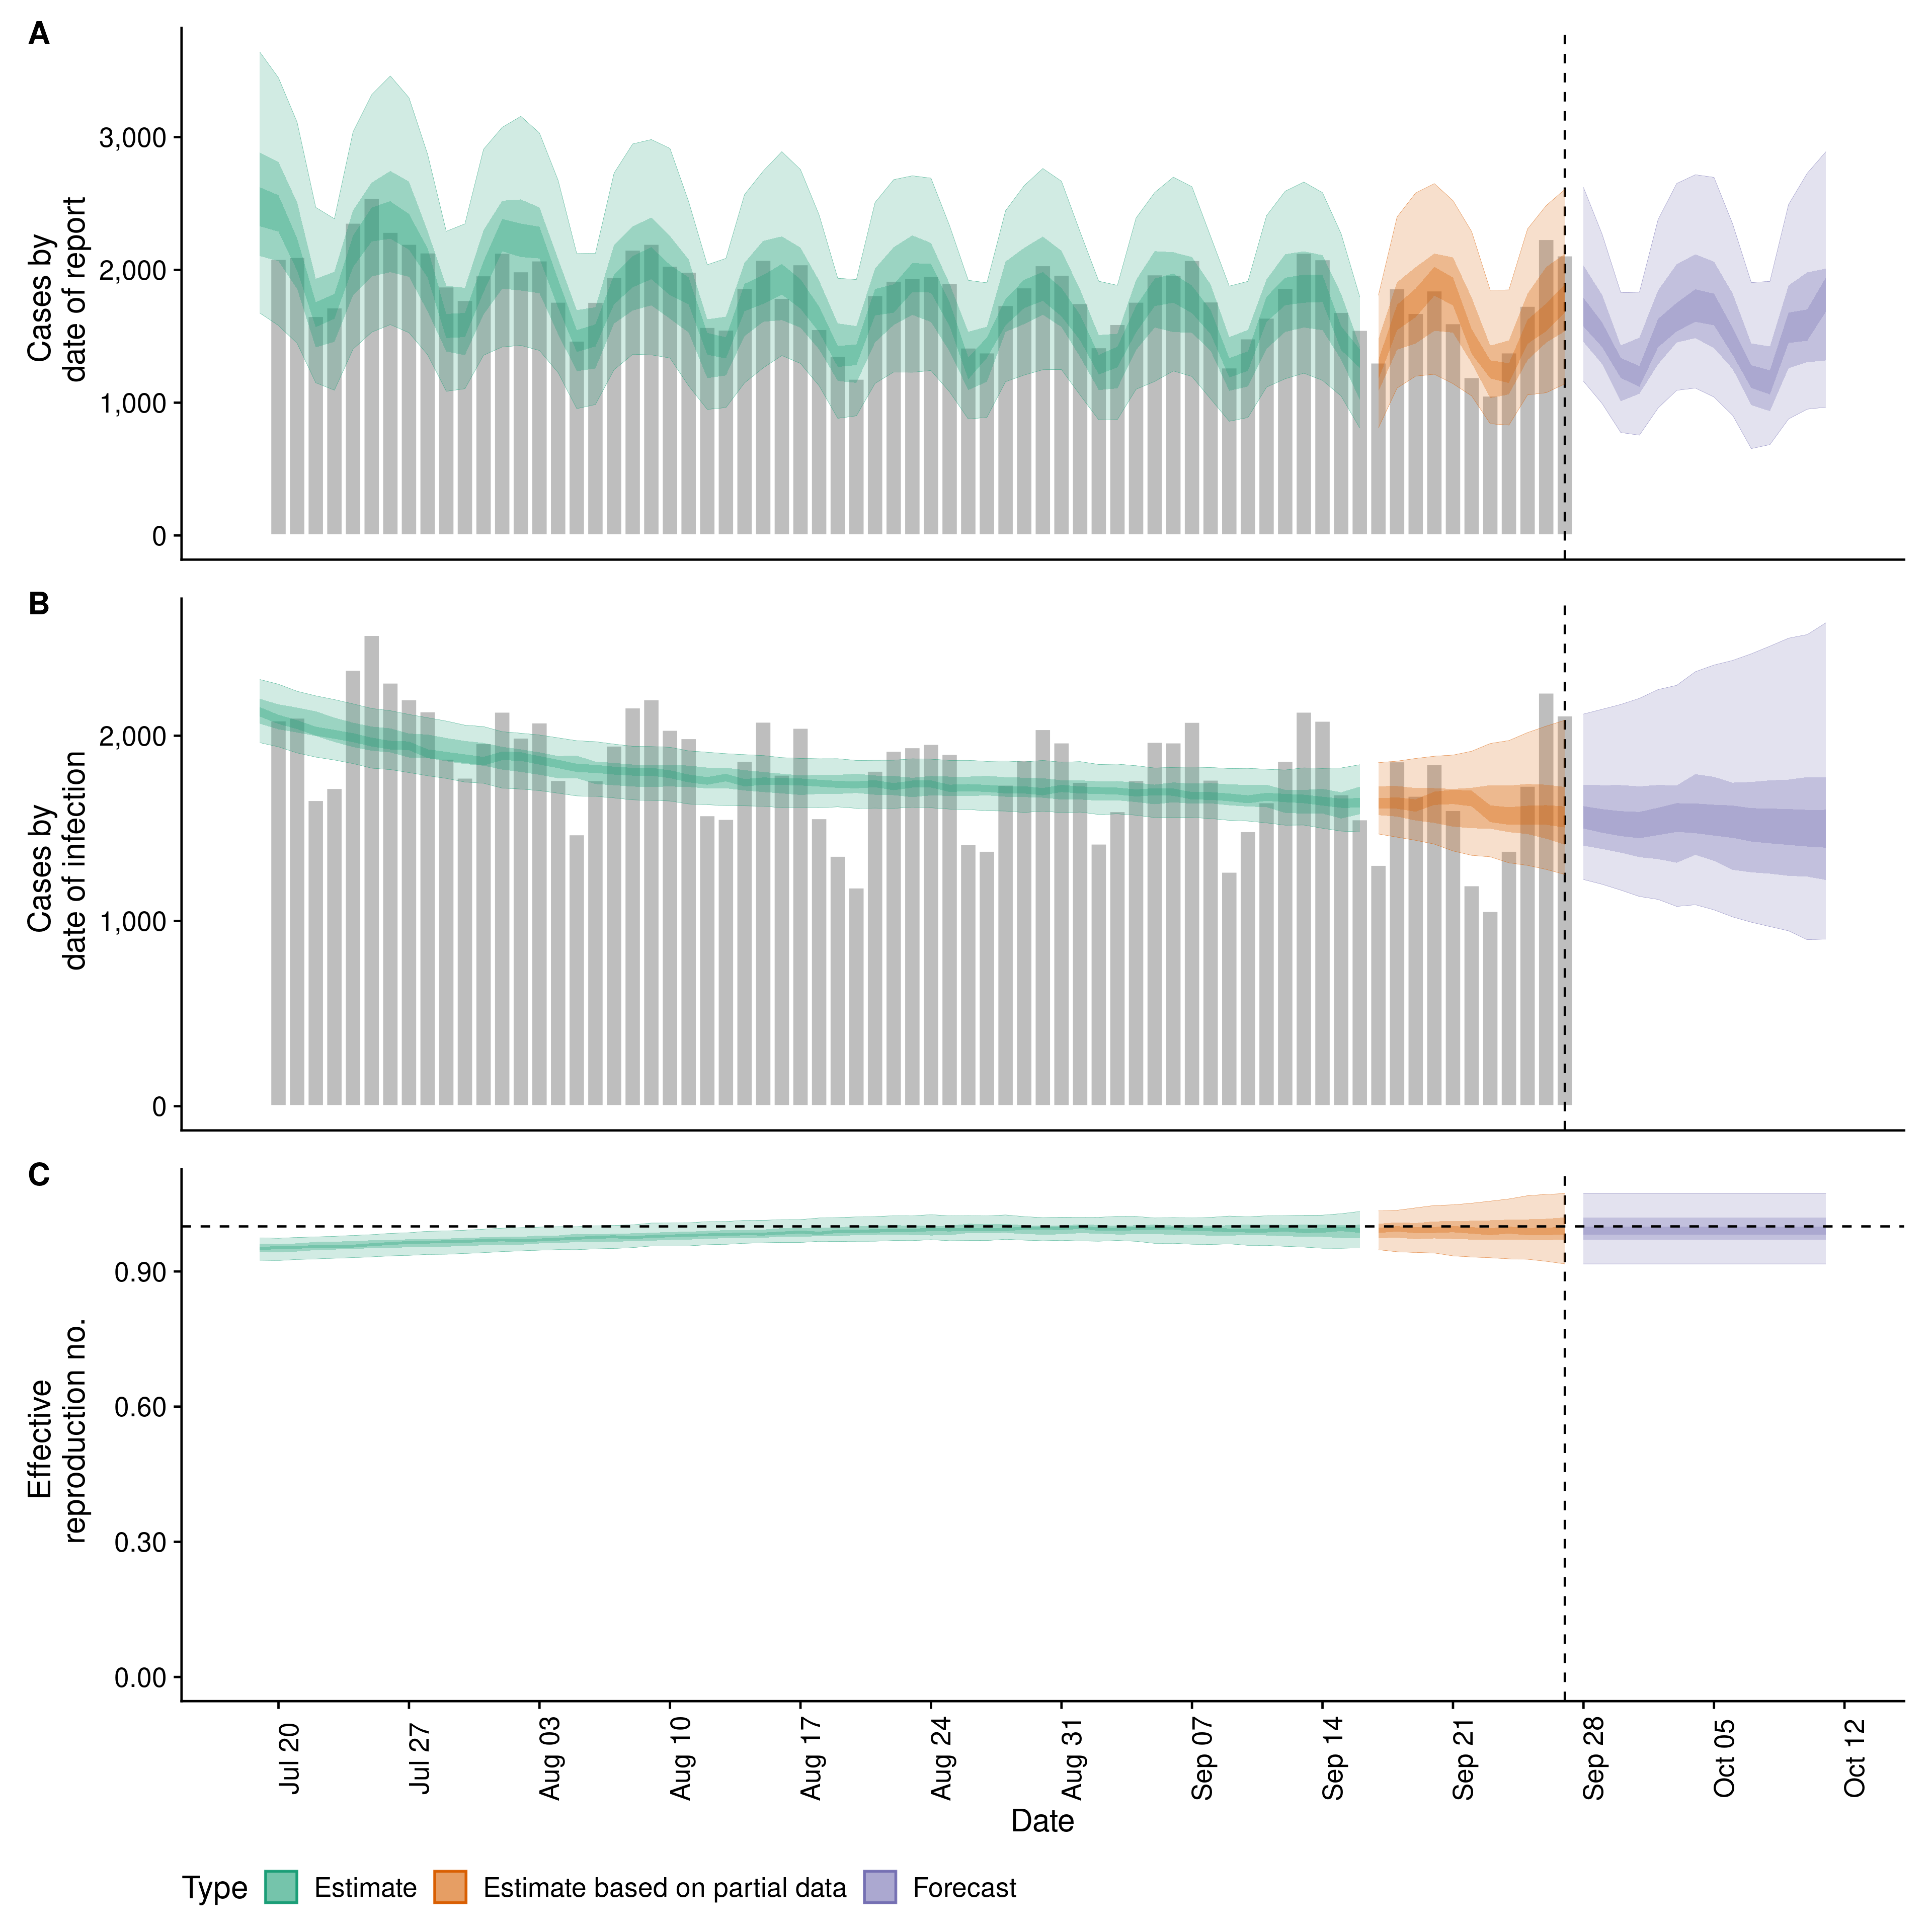 A
Cases by
date of report
3,000
2,000
1,000
0
B
Cases by
date of infection
2,000
1,000
0
C
Effective
reproduction no.
0.90
0.60
0.30
0.00
Jul 20
Jul 27
Aug 03
Aug 10
Aug 17
Aug 24
Aug 31
Sep 07
Sep 14
Sep 21
Sep 28
Oct 05
Oct 12
Date
Type Estimate Estimate based on partial data Forecast